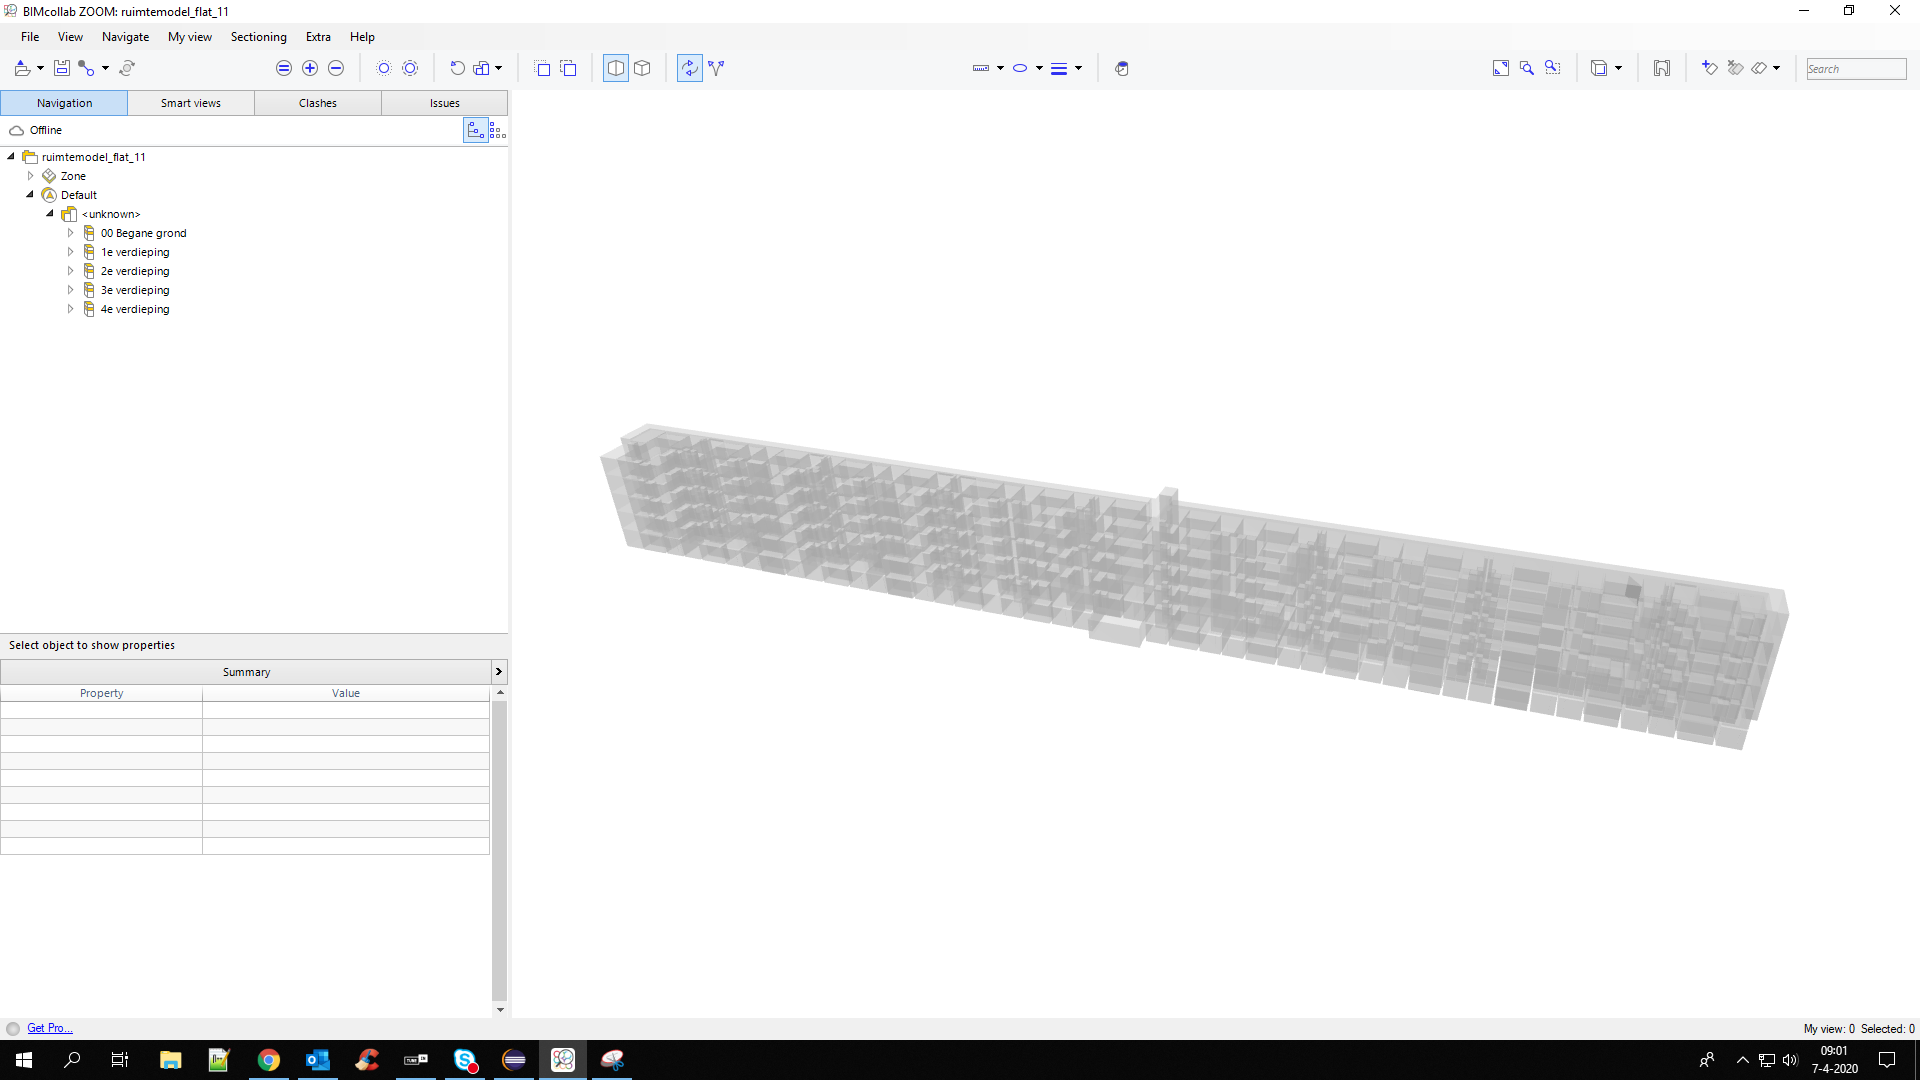 BIMcollab ZOOM: ruimtemodel_flat_11
File View Navigate My view Sectioning Extra Help
Search
Navigation Smart views Clashes Issues
Offline
ruimtemodel_flat_11
Zone
Default
<unknown>
00 Begane grond
1e verdieping
2e verdieping
3e verdieping
4e verdieping
Select object to show properties
Summary
Property Value
Get Pro...
My view: 0 Selected: 0
09:01
7-4-2020